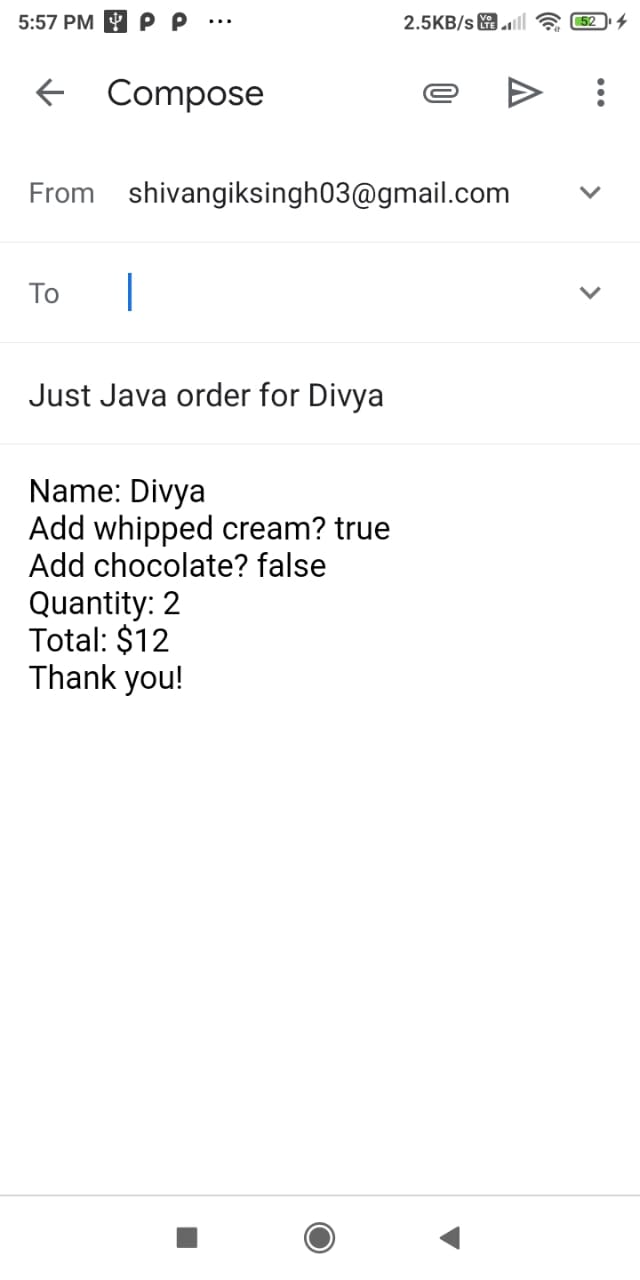 5:57 PM P P ... 2.5KB/s Vo LTE 52
Compose
From shivangiksingh03@gmail.com
To
Just Java order for Divya
Name: Divya
Add whipped cream? true
Add chocolate? false
Quantity: 2
Total: $12
Thank you!